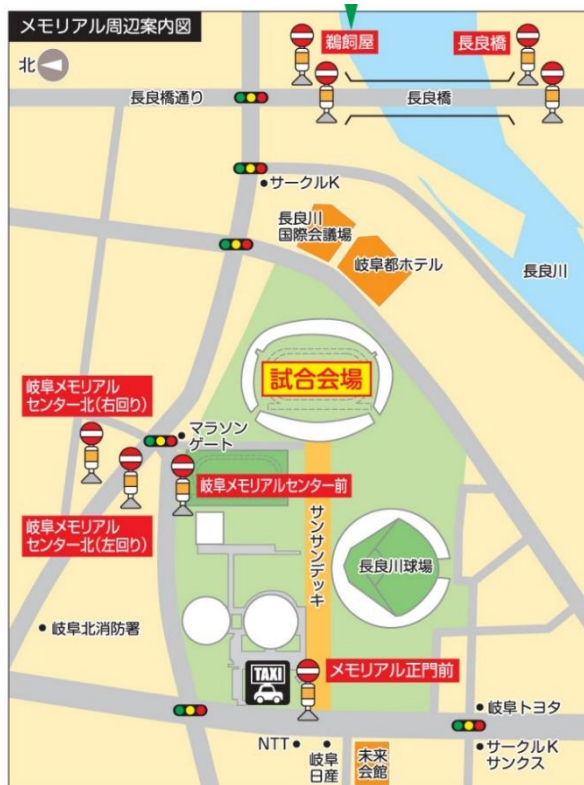 メモリアル周辺案内図
北
鵜飼屋
長良橋
長良橋通り
長良橋
サークルK
長良川
国際会議場
岐阜都ホテル
長良川
試合会場
岐阜メモリアル
センター北(右回り)
マラソン
ゲート
岐阜メモリアルセンター前
岐阜メモリアル
センター北(左回り)
サンサンデッキ
長良川球場
岐阜北消防署
TAXI
メモリアル正門前
岐阜トヨタ
NTT
岐阜
日産
未来
会館
サークルK
サンクス